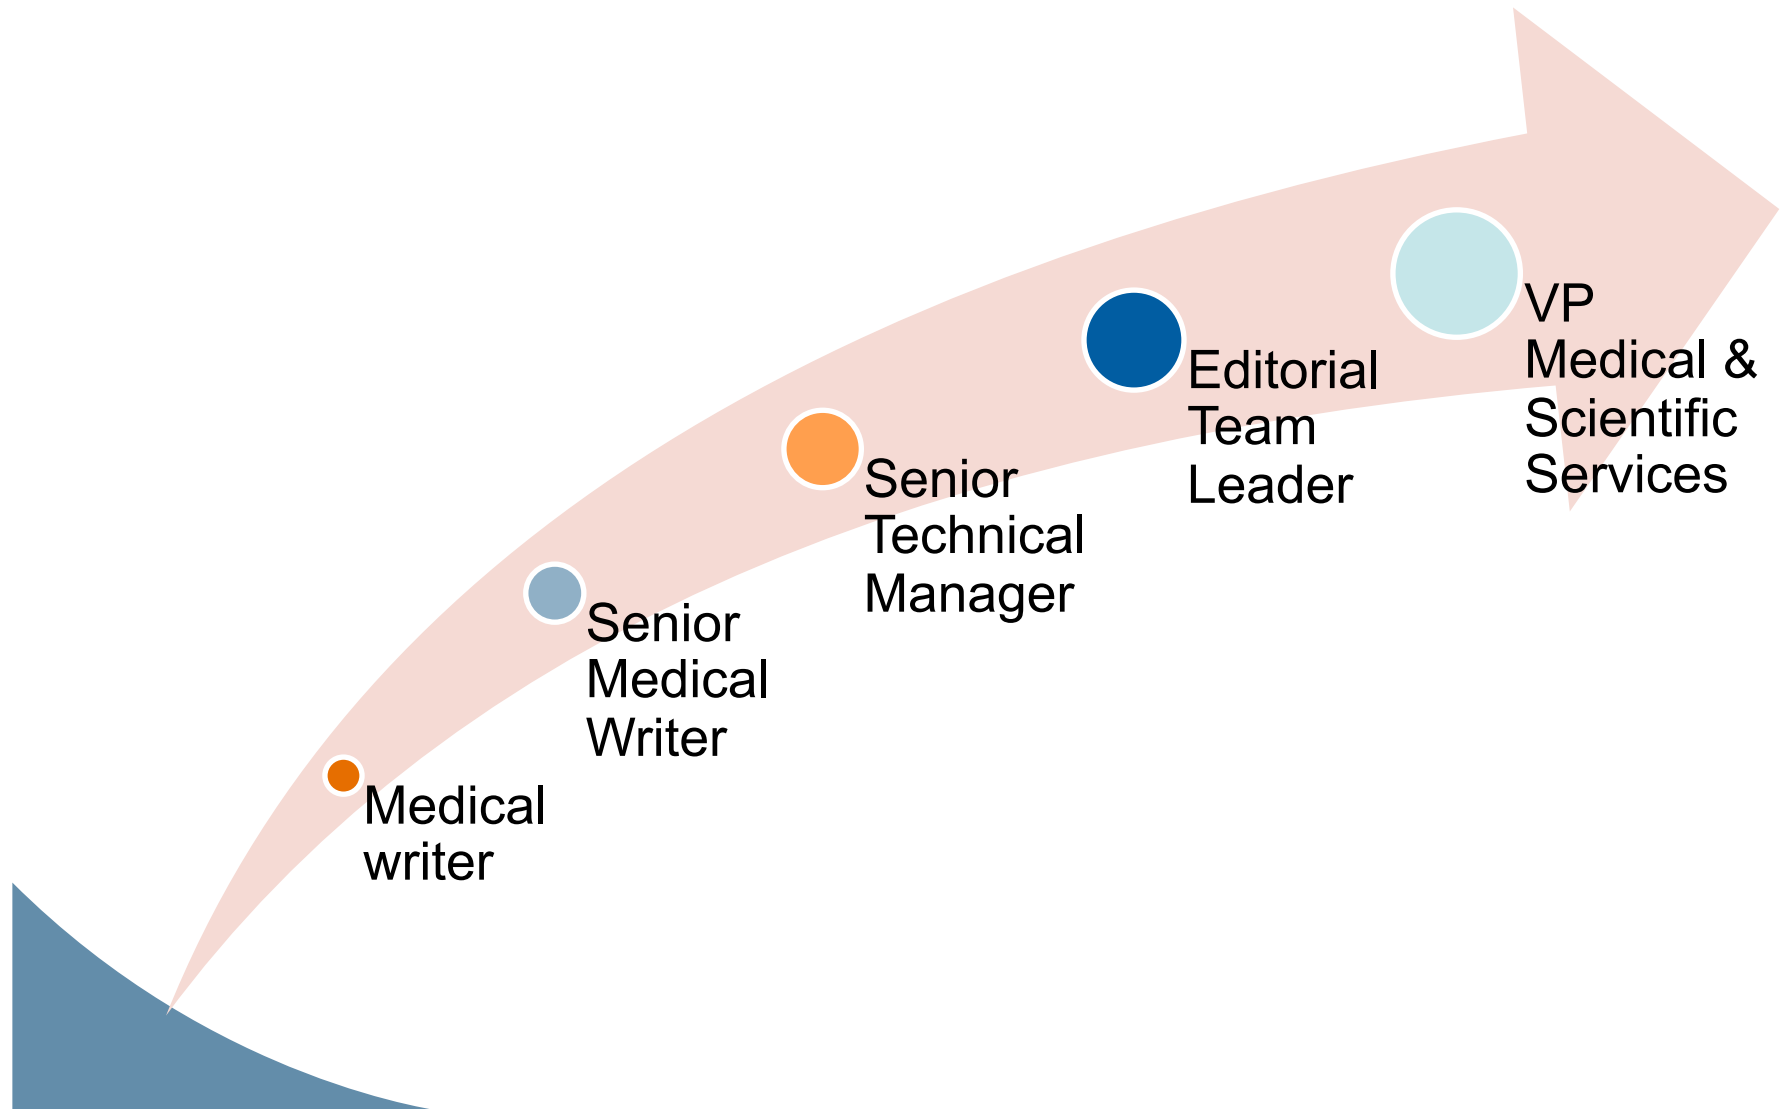 Medical
writer
Senior
Medical
Writer
Senior
Technical
Manager
Editorial
Team
Leader
VP
Medical &
Scientific
Services